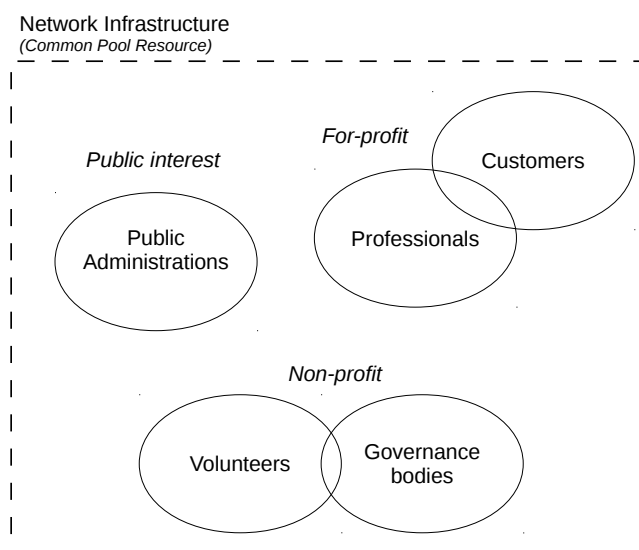 Network Infrastructure
(Common Pool Resource)
For-profit
Customers
Public interest
Public
Administrations
Professionals
Non-profit
Volunteers
Governance
bodies